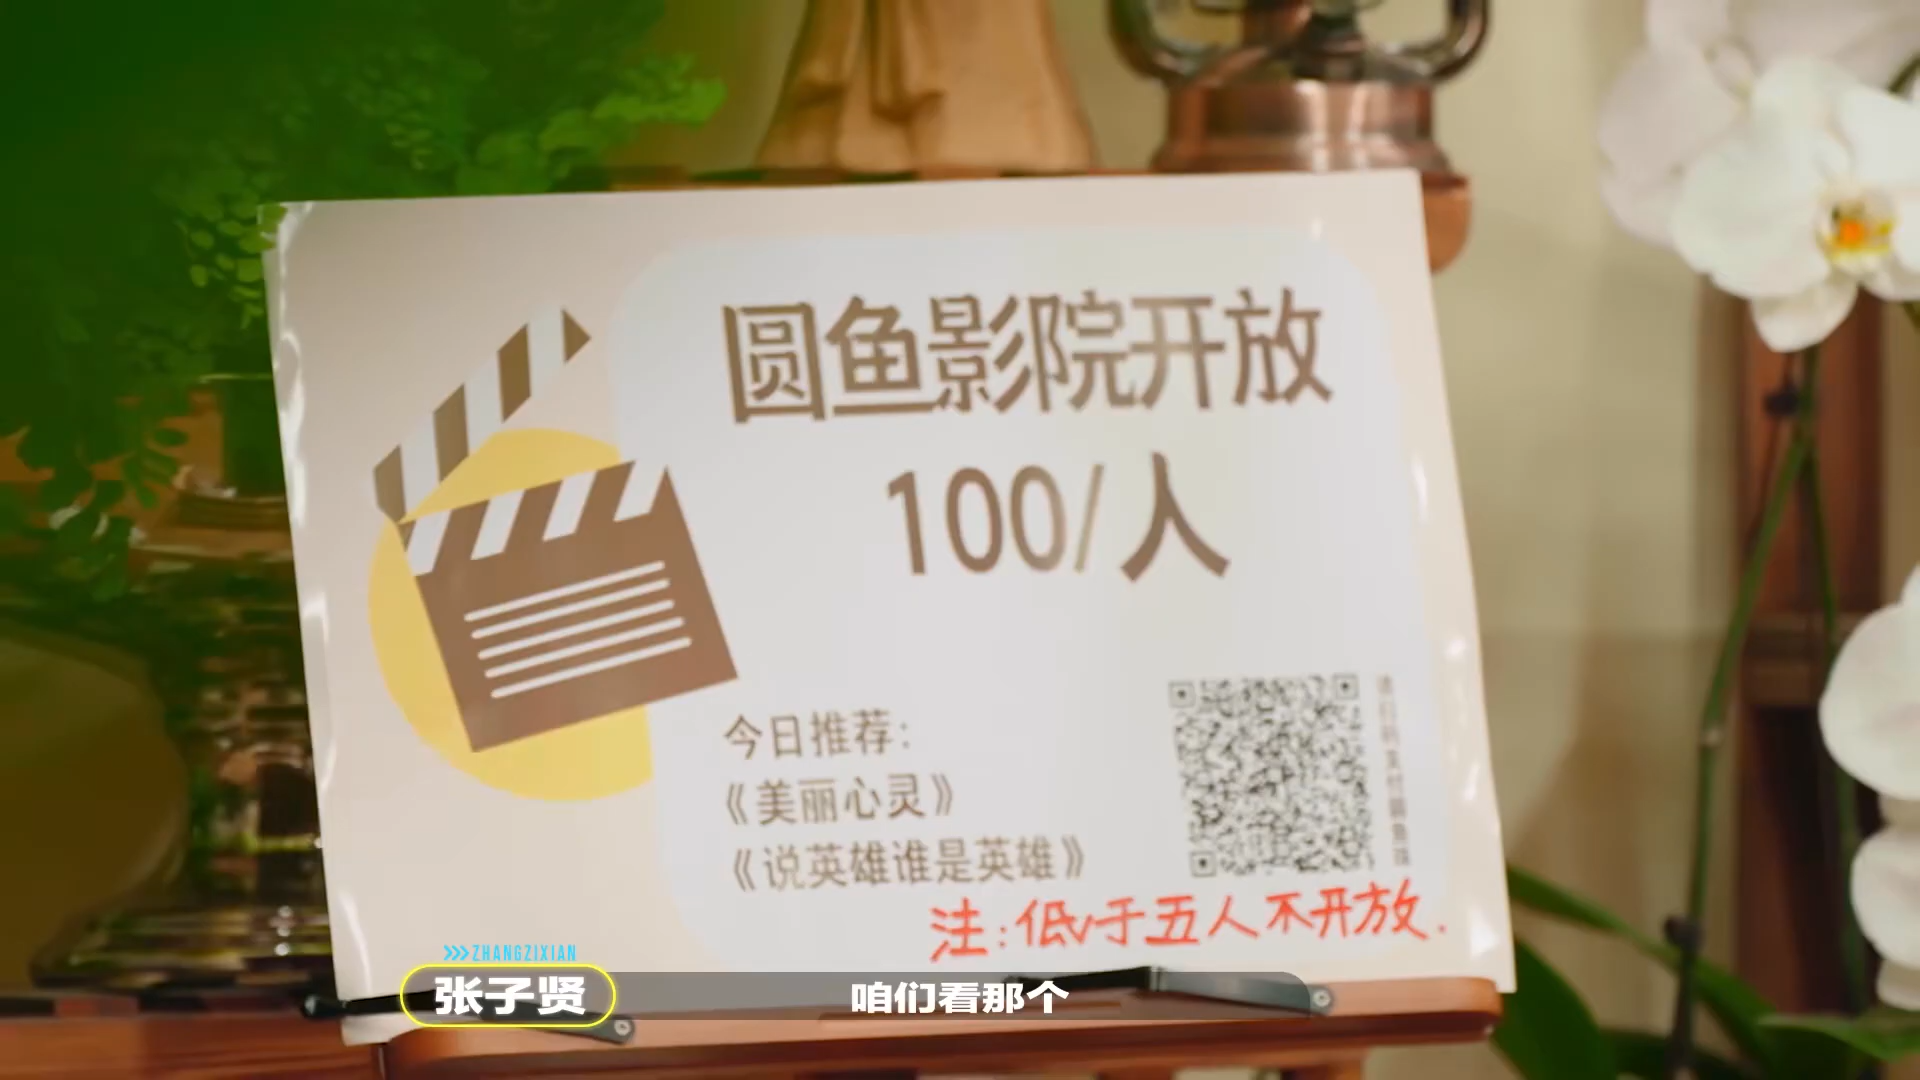 圆鱼影院开放
100/人
今日推荐：
《美丽心灵》
《说英雄谁是英雄》
注：低于五人不开放.
>>>ZHANGZIXIAN
张子贤
咱们看那个